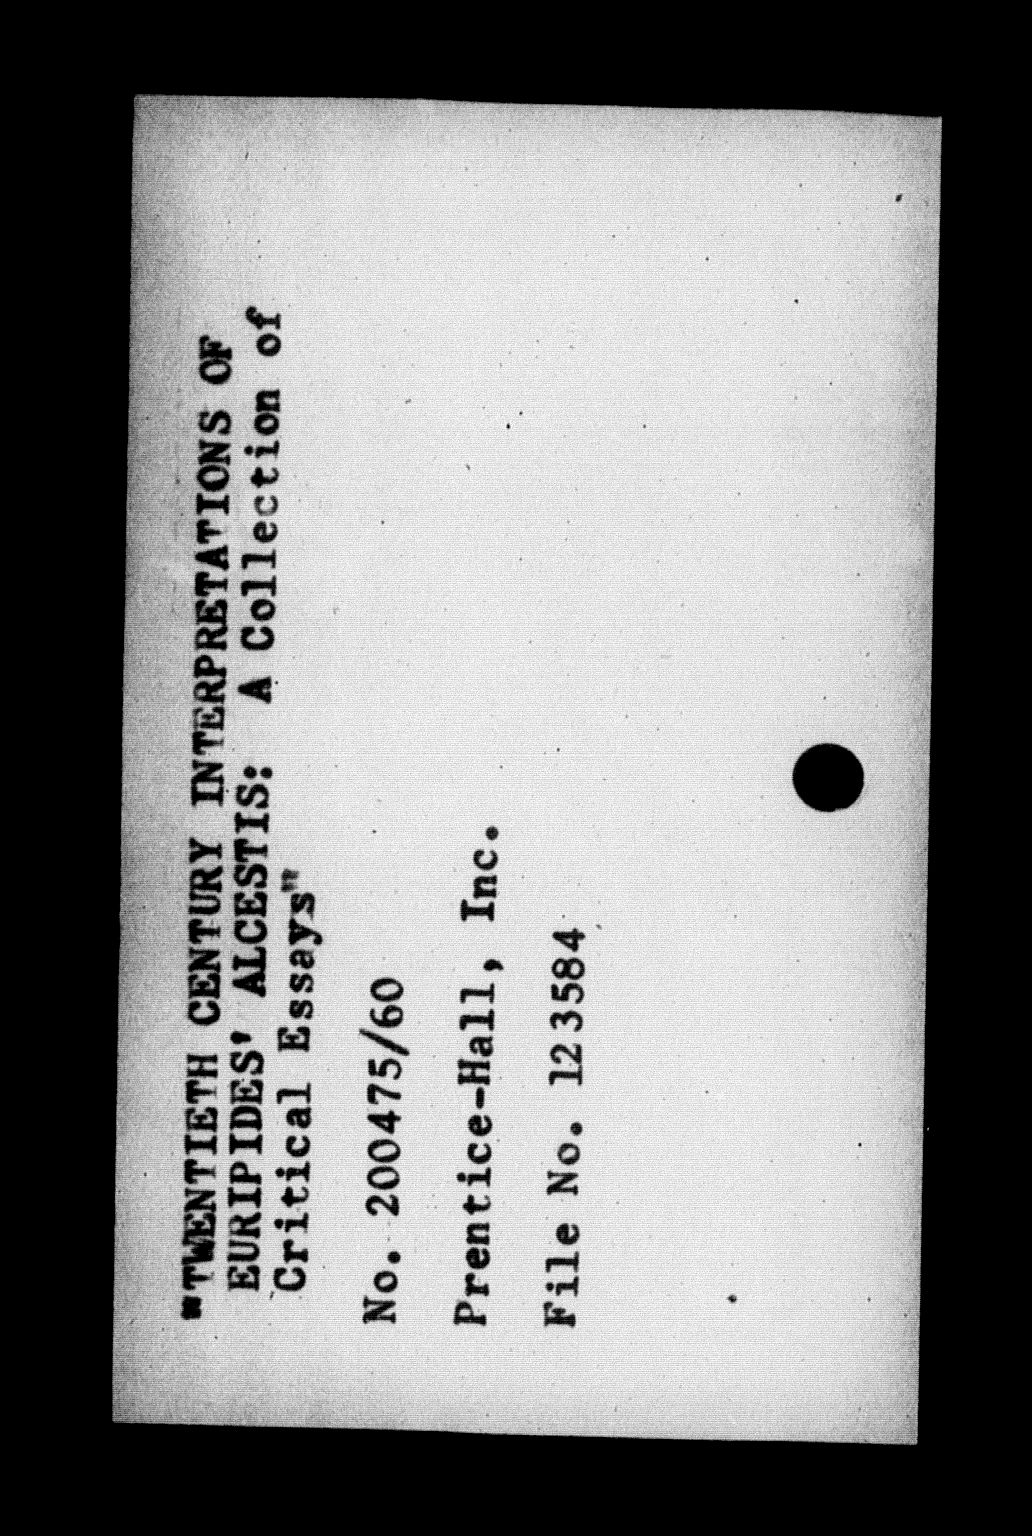 "TWENTIETH CENTURY INTERPRETATIONS OF
EURIPIDES' ALCESTIS: A Collection of
Critical Essays"
No. 200475/60
Prentice-Hall, Inc.
File No. 123584